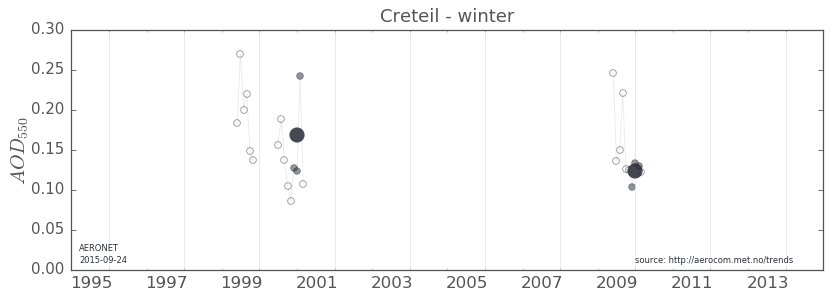 Creteil - winter
0.30
0.25
0.20
0.15
0.10
0.05
0.00
AOD550
AERONET
2015-09-24
source: http://aerocom.met.no/trends
1995 1997 1999 2001 2003 2005 2007 2009 2011 2013